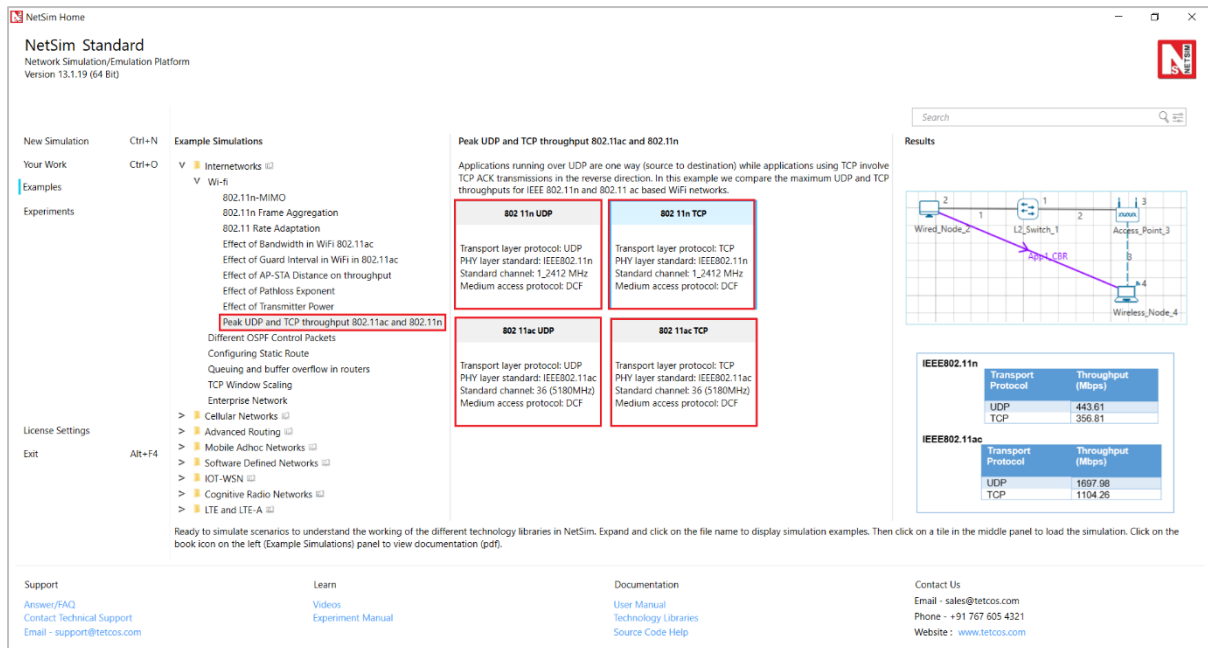 NetSim Home
NetSim Standard
Network Simulation/Emulation Platform
Version 13.1.19 (64 Bit)
NETSIM
Search
New Simulation Ctrl+N
Your Work Ctrl+O
Examples
Experiments
License Settings
Exit Alt+F4
Example Simulations
Internetworks
Wi-fi
802.11n-MIMO
802.11n Frame Aggregation
802.11 Rate Adaptation
Effect of Bandwidth in WiFi 802.11ac
Effect of Guard Interval in WiFi in 802.11ac
Effect of AP-STA Distance on throughput
Effect of Pathloss Exponent
Effect of Transmitter Power
Peak UDP and TCP throughput 802.11ac and 802.11n
Different OSPF Control Packets
Configuring Static Route
Queuing and buffer overflow in routers
TCP Window Scaling
Enterprise Network
> Cellular Networks
> Advanced Routing
> Mobile Adhoc Networks
> Software Defined Networks
> IOT-WSN
> Cognitive Radio Networks
> LTE and LTE-A
Peak UDP and TCP throughput 802.11ac and 802.11n
Applications running over UDP are one way (source to destination) while applications using TCP involve
TCP ACK transmissions in the reverse direction. In this example we compare the maximum UDP and TCP
throughputs for IEEE 802.11n and 802.11 ac based WiFi networks.
802 11n UDP
Transport layer protocol: UDP
PHY layer standard: IEEE802.11n
Standard channel: 1_2412 MHz
Medium access protocol: DCF
802 11n TCP
Transport layer protocol: TCP
PHY layer standard: IEEE802.11n
Standard channel: 1_2412 MHz
Medium access protocol: DCF
802 11ac UDP
Transport layer protocol: UDP
PHY layer standard: IEEE802.11ac
Standard channel: 36 (5180MHz)
Medium access protocol: DCF
802 11ac TCP
Transport layer protocol: TCP
PHY layer standard: IEEE802.11ac
Standard channel: 36 (5180MHz)
Medium access protocol: DCF
Results
2 1 1 2 1 3
Wired_Node_2 L2_Switch_1 Access_Point_3
App1_CBR 3
4
Wireless_Node_4
IEEE802.11n
Transport Protocol Throughput (Mbps)
UDP 443.61
TCP 356.81
IEEE802.11ac
Transport Protocol Throughput (Mbps)
UDP 1697.98
TCP 1104.26
Ready to simulate scenarios to understand the working of the different technology libraries in NetSim. Expand and click on the file name to display simulation examples. Then click on a tile in the middle panel to load the simulation. Click on the
book icon on the left (Example Simulations) panel to view documentation (pdf).
Support
Answer/FAQ
Contact Technical Support
Email - support@tetcos.com
Learn
Videos
Experiment Manual
Documentation
User Manual
Technology Libraries
Source Code Help
Contact Us
Email - sales@tetcos.com
Phone - +91 767 605 4321
Website : www.tetcos.com